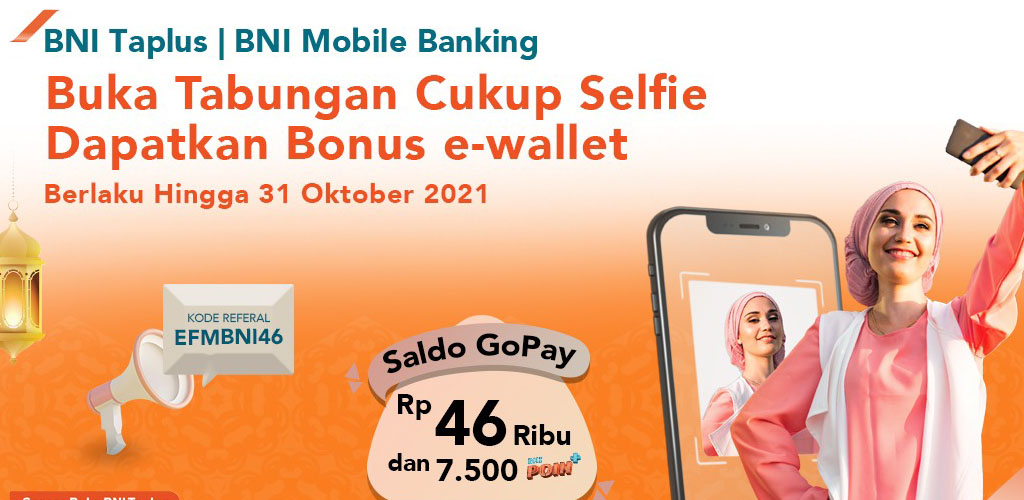 BNI Taplus | BNI Mobile Banking
Buka Tabungan Cukup Selfie
Dapatkan Bonus e-wallet
Berlaku Hingga 31 Oktober 2021
KODE REFERAL
EFMBNI46
Saldo GoPay
Rp 46 Ribu
dan 7.500 POIN+